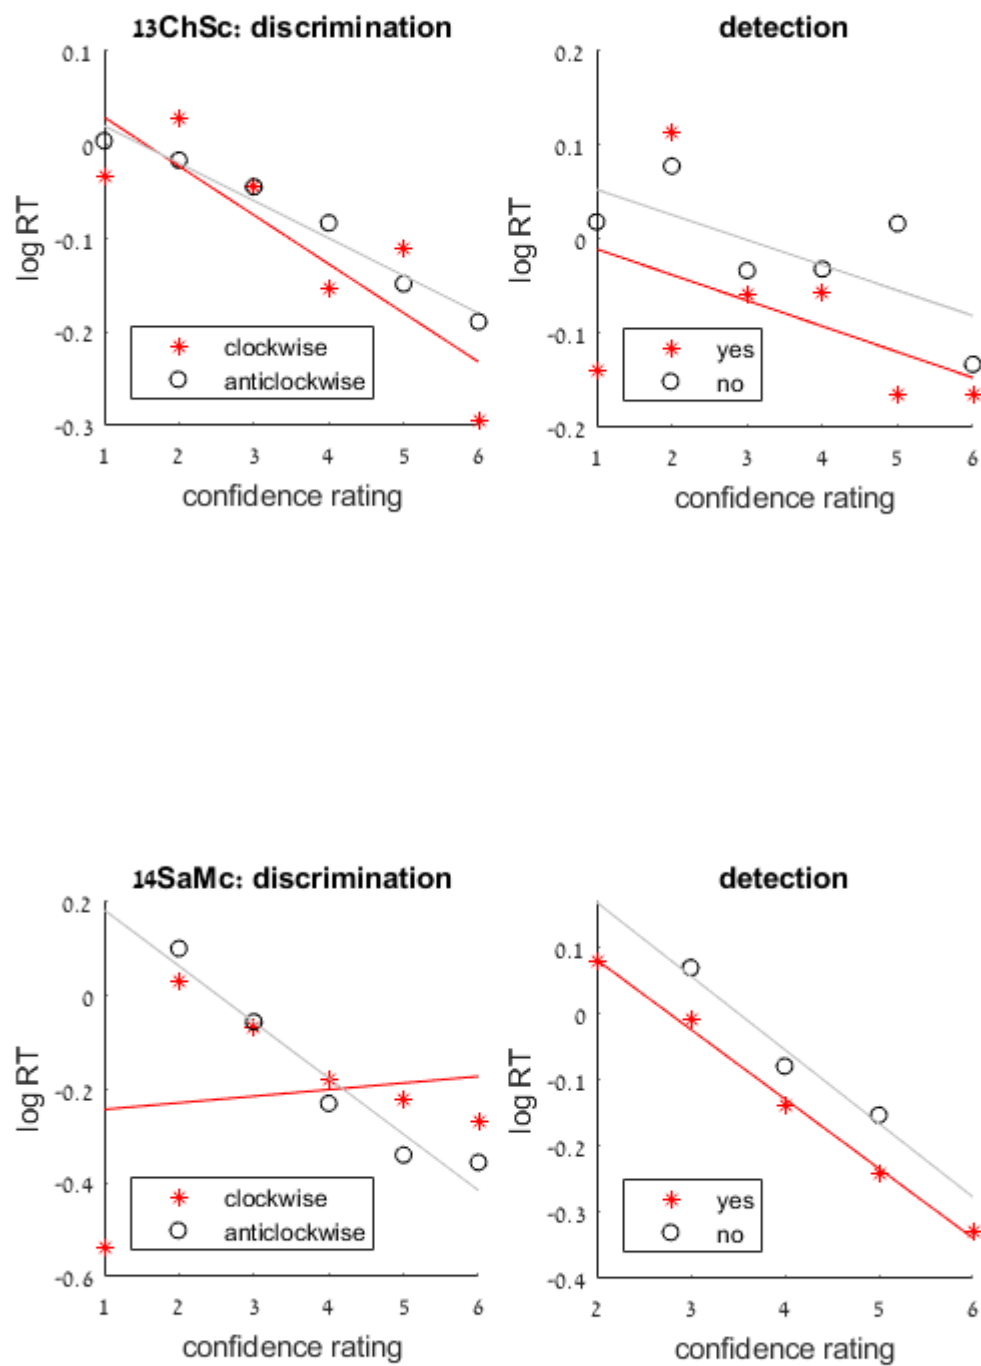 13ChSc: discrimination
0.1
0
-0.1
-0.2
-0.3
log RT
clockwise
anticlockwise
1 2 3 4 5 6
confidence rating
detection
0.2
0.1
0
-0.1
-0.2
log RT
yes
no
1 2 3 4 5 6
confidence rating
14SaMc: discrimination
0.2
0
-0.2
-0.4
-0.6
log RT
clockwise
anticlockwise
1 2 3 4 5 6
confidence rating
detection
0.1
0
-0.1
-0.2
-0.3
-0.4
log RT
yes
no
2 3 4 5 6
confidence rating